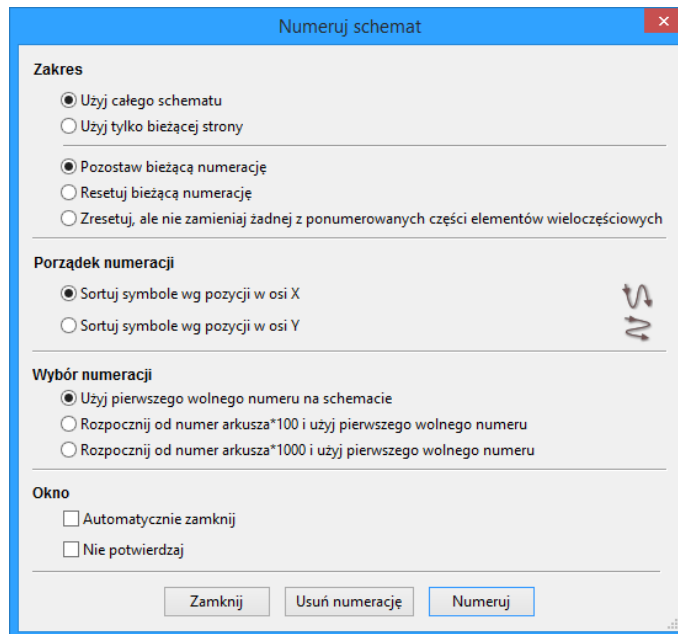 Numeruj schemat
Zakres
Użyj całego schematu
Użyj tylko bieżącej strony
Pozostaw bieżącą numerację
Resetuj bieżącą numerację
Zresetuj, ale nie zamieniaj żadnej z ponumerowanych części elementów wieloczęściowych
Porządek numeracji
Sortuj symbole wg pozycji w osi X
Sortuj symbole wg pozycji w osi Y
Wybór numeracji
Użyj pierwszego wolnego numeru na schemacie
Rozpocznij od numer arkusza*100 i użyj pierwszego wolnego numeru
Rozpocznij od numer arkusza*1000 i użyj pierwszego wolnego numeru
Okno
Automatycznie zamknij
Nie potwierdzaj
Zamknij Usuń numerację Numeruj